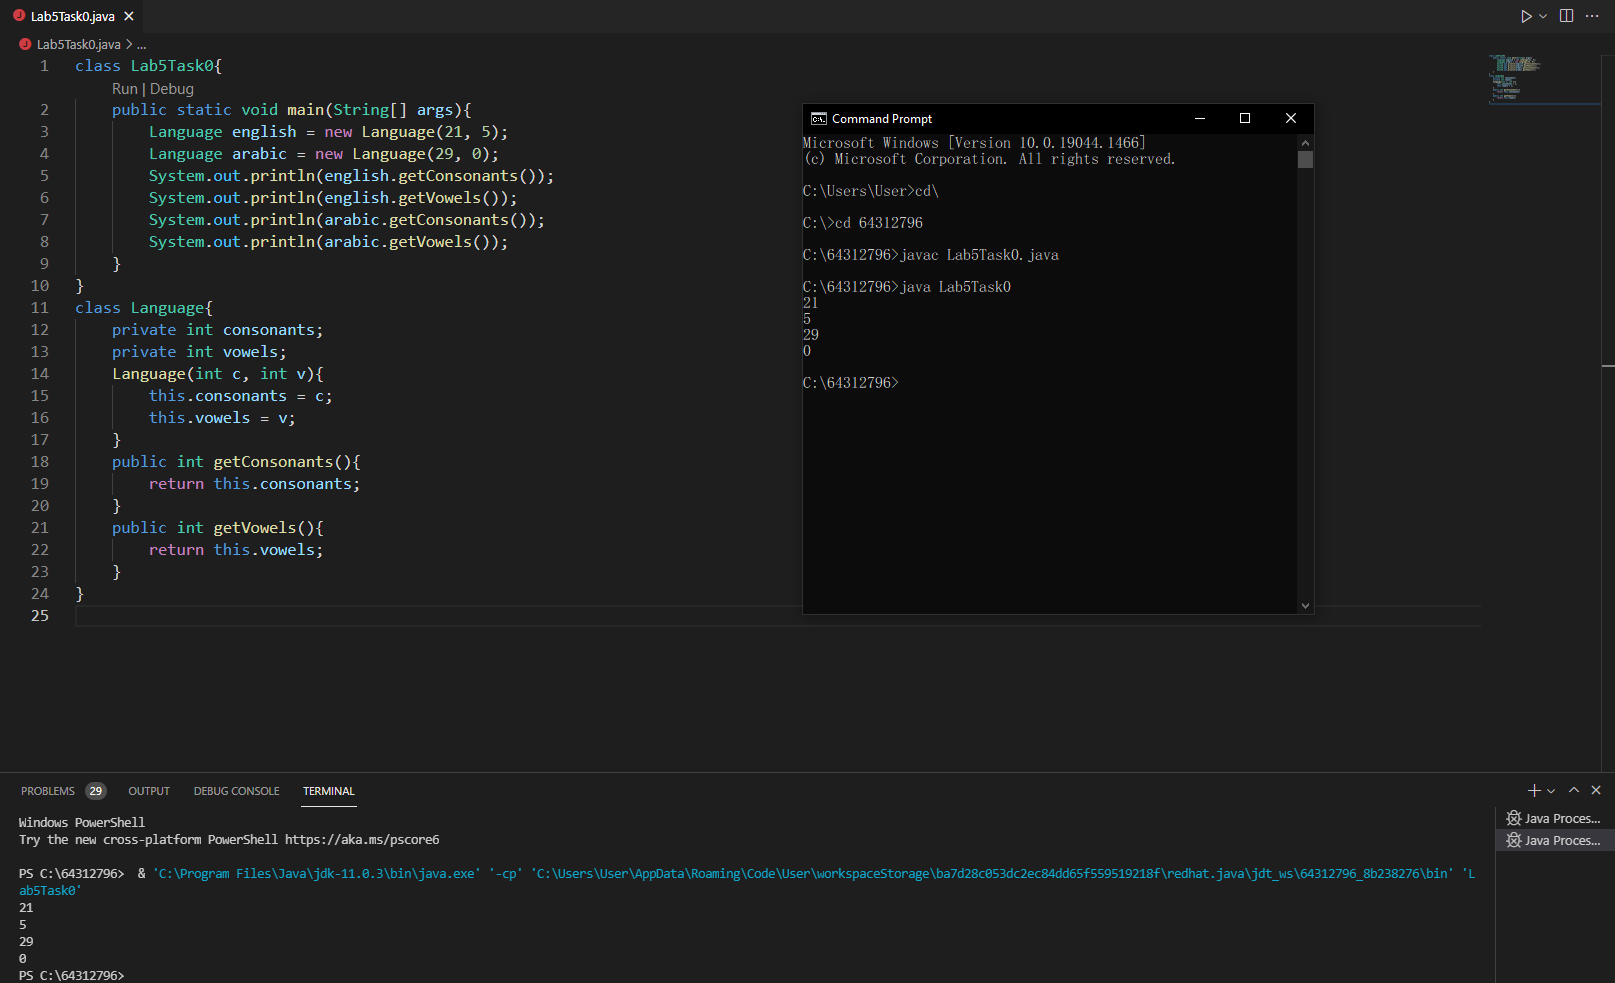 Lab5Task0.java
Lab5Task0.java > ...
1 class Lab5Task0{
Run | Debug
2 public static void main(String[] args){
3 Language english = new Language(21, 5);
4 Language arabic = new Language(29, 0);
5 System.out.println(english.getConsonants());
6 System.out.println(english.getVowels());
7 System.out.println(arabic.getConsonants());
8 System.out.println(arabic.getVowels());
9 }
10 }
11 class Language{
12 private int consonants;
13 private int vowels;
14 Language(int c, int v){
15 this.consonants = c;
16 this.vowels = v;
17 }
18 public int getConsonants(){
19 return this.consonants;
20 }
21 public int getVowels(){
22 return this.vowels;
23 }
24 }
25
Command Prompt
Microsoft Windows [Version 10.0.19044.1466]
(c) Microsoft Corporation. All rights reserved.
C:\Users\User>cd\
C:\>cd 64312796
C:\64312796>javac Lab5Task0.java
C:\64312796>java Lab5Task0
21
5
29
0
C:\64312796>
PROBLEMS 29 OUTPUT DEBUG CONSOLE TERMINAL
Windows PowerShell
Try the new cross-platform PowerShell https://aka.ms/pscore6
PS C:\64312796> & 'C:\Program Files\Java\jdk-11.0.3\bin\java.exe' '-cp' 'C:\Users\User\AppData\Roaming\Code\User\workspaceStorage\ba7d28c053dc2ec84dd65f559519218f\redhat.java\jdt_ws\64312796_8b238276\bin' 'L
ab5Task0'
21
5
29
0
PS C:\64312796>
Java Proces...
Java Proces...